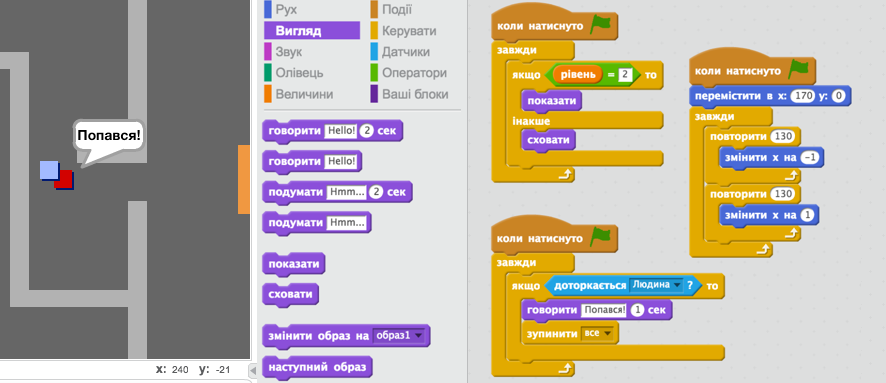 Попався!
x: 240 y: -21
Рух
Події
Вигляд
Керувати
Звук
Датчики
Олівець
Оператори
Величини
Ваші блоки
говорити Hello! 2 сек
говорити Hello!
подумати Hmm... 2 сек
подумати Hmm...
показати
сховати
змінити образ на образ1
наступний образ
коли натиснуто
завжди
якщо рівень = 2 то
показати
інакше
сховати
коли натиснуто
перемістити в x: 170 y: 0
завжди
повторити 130
змінити x на -1
повторити 130
змінити x на 1
коли натиснуто
завжди
якщо доторкається Людина ? то
говорити Попався! 1 сек
зупинити все